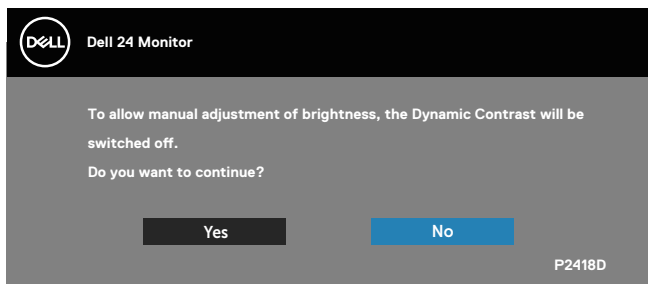 DELL
Dell 24 Monitor
To allow manual adjustment of brightness, the Dynamic Contrast will be
switched off.
Do you want to continue?
Yes
No
P2418D